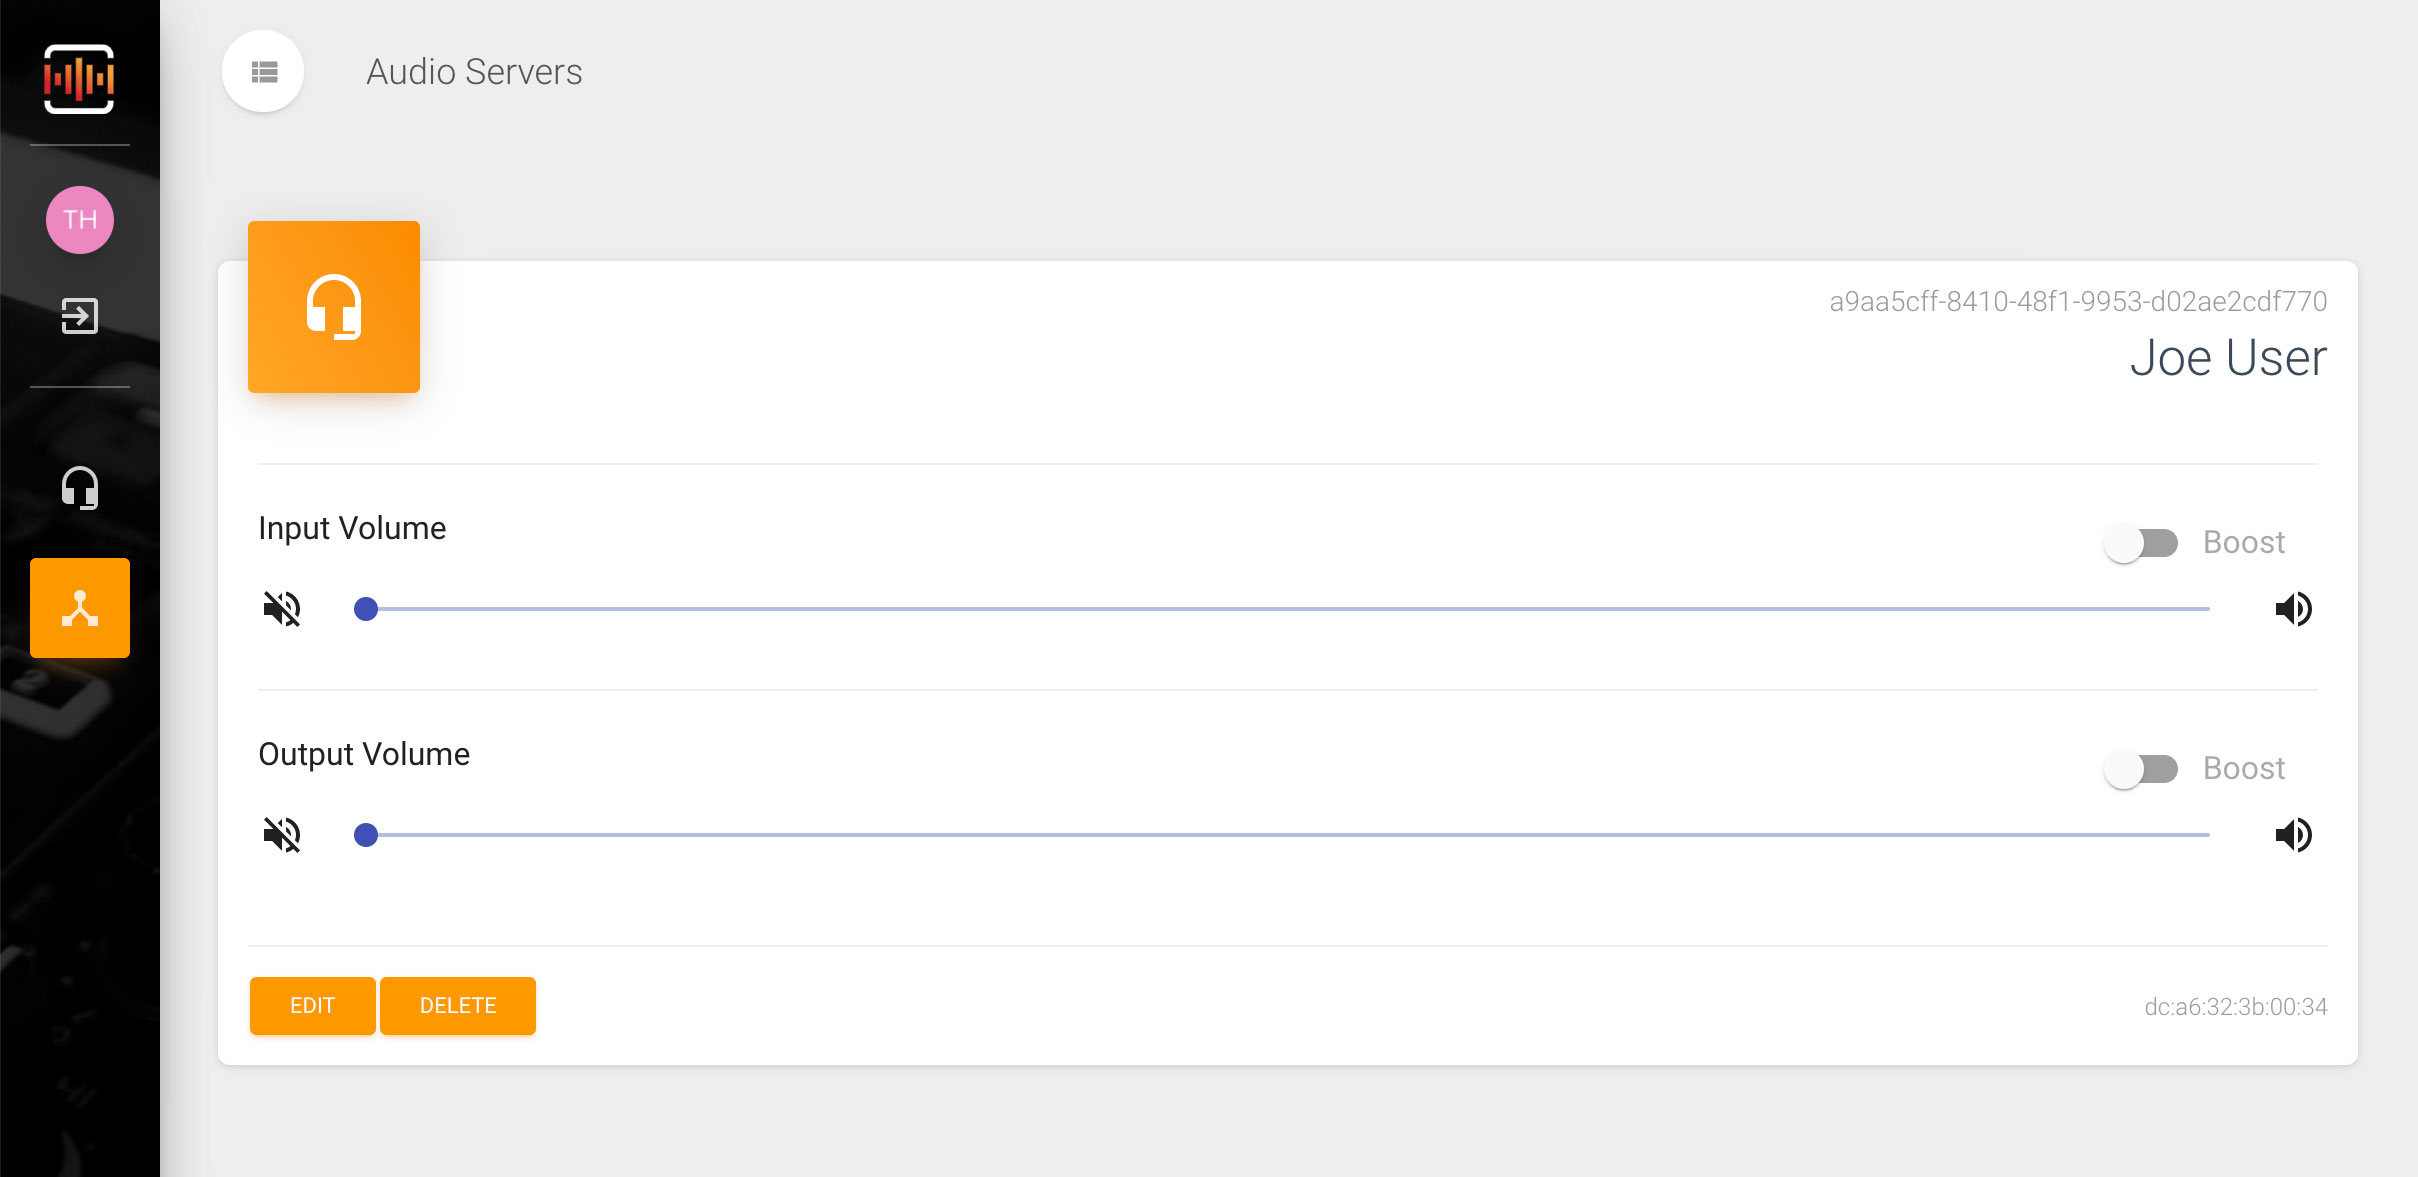 Audio Servers
TH
a9aa5cff-8410-48f1-9953-d02ae2cdf770
Joe User
Input Volume
Boost
Output Volume
Boost
EDIT
DELETE
dc:a6:32:3b:00:34